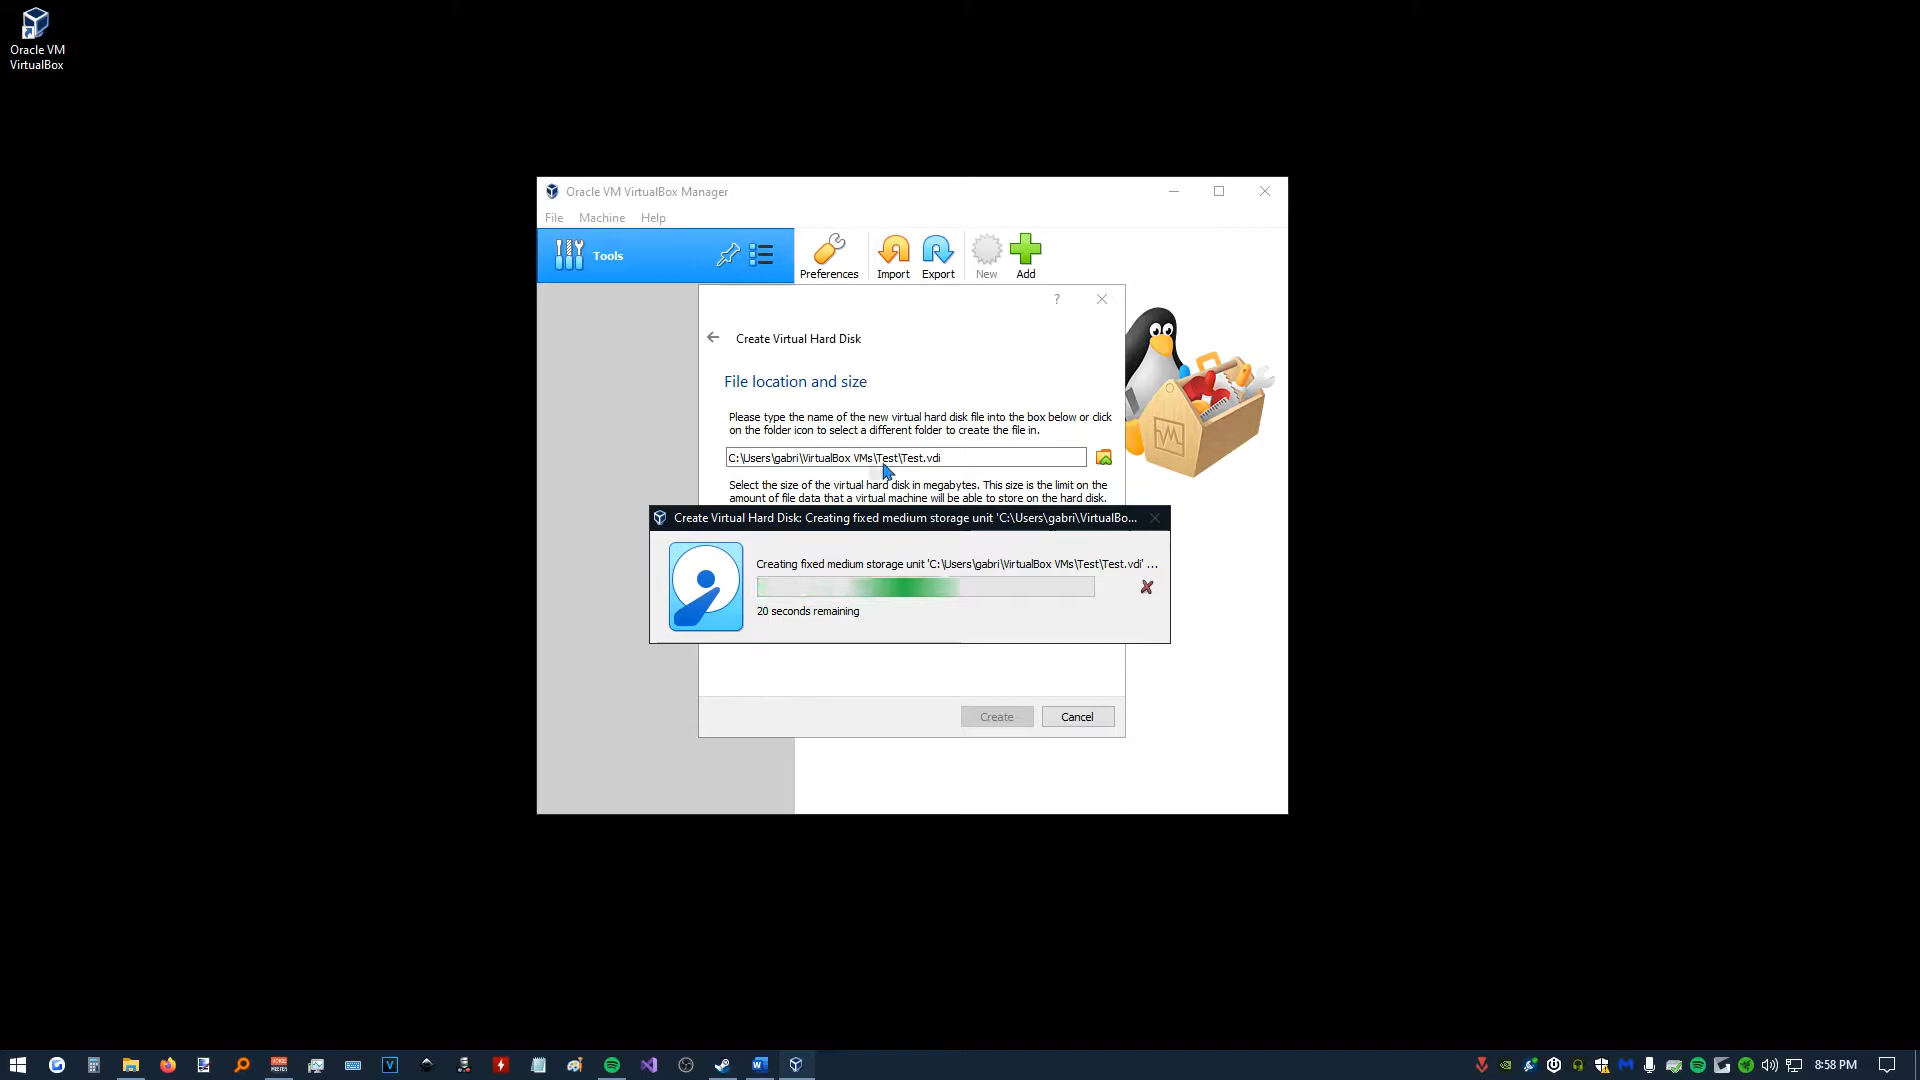 Oracle VM
VirtualBox
Oracle VM VirtualBox Manager
File Machine Help
Tools
Preferences Import Export New Add
?
Create Virtual Hard Disk
File location and size
Please type the name of the new virtual hard disk file into the box below or click
on the folder icon to select a different folder to create the file in.
C:\Users\gabri\VirtualBox VMs\Test\Test.vdi
Select the size of the virtual hard disk in megabytes. This size is the limit on the
amount of file data that a virtual machine will be able to store on the hard disk.
Create Virtual Hard Disk: Creating fixed medium storage unit 'C:\Users\gabri\VirtualBo...
Creating fixed medium storage unit 'C:\Users\gabri\VirtualBox VMs\Test\Test.vdi' ...
20 seconds remaining
Create Cancel
8:58 PM